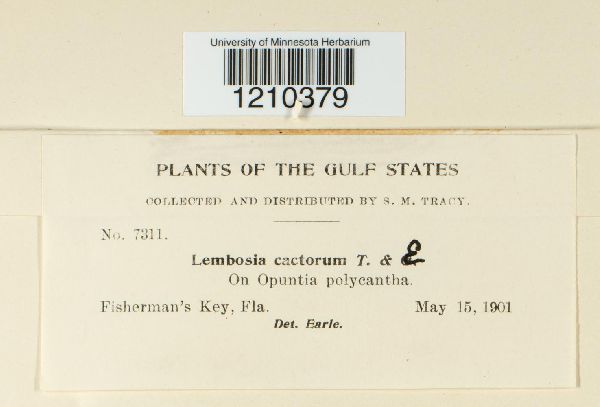 University of Minnesota Herbarium
1210379
PLANTS OF THE GULF STATES
COLLECTED AND DISTRIBUTED BY S. M. TRACY.
No. 7311.
Lembosia cactorum T. & E
On Opuntia polycantha.
Fisherman's Key, Fla. May 15, 1901
Det. Earle.